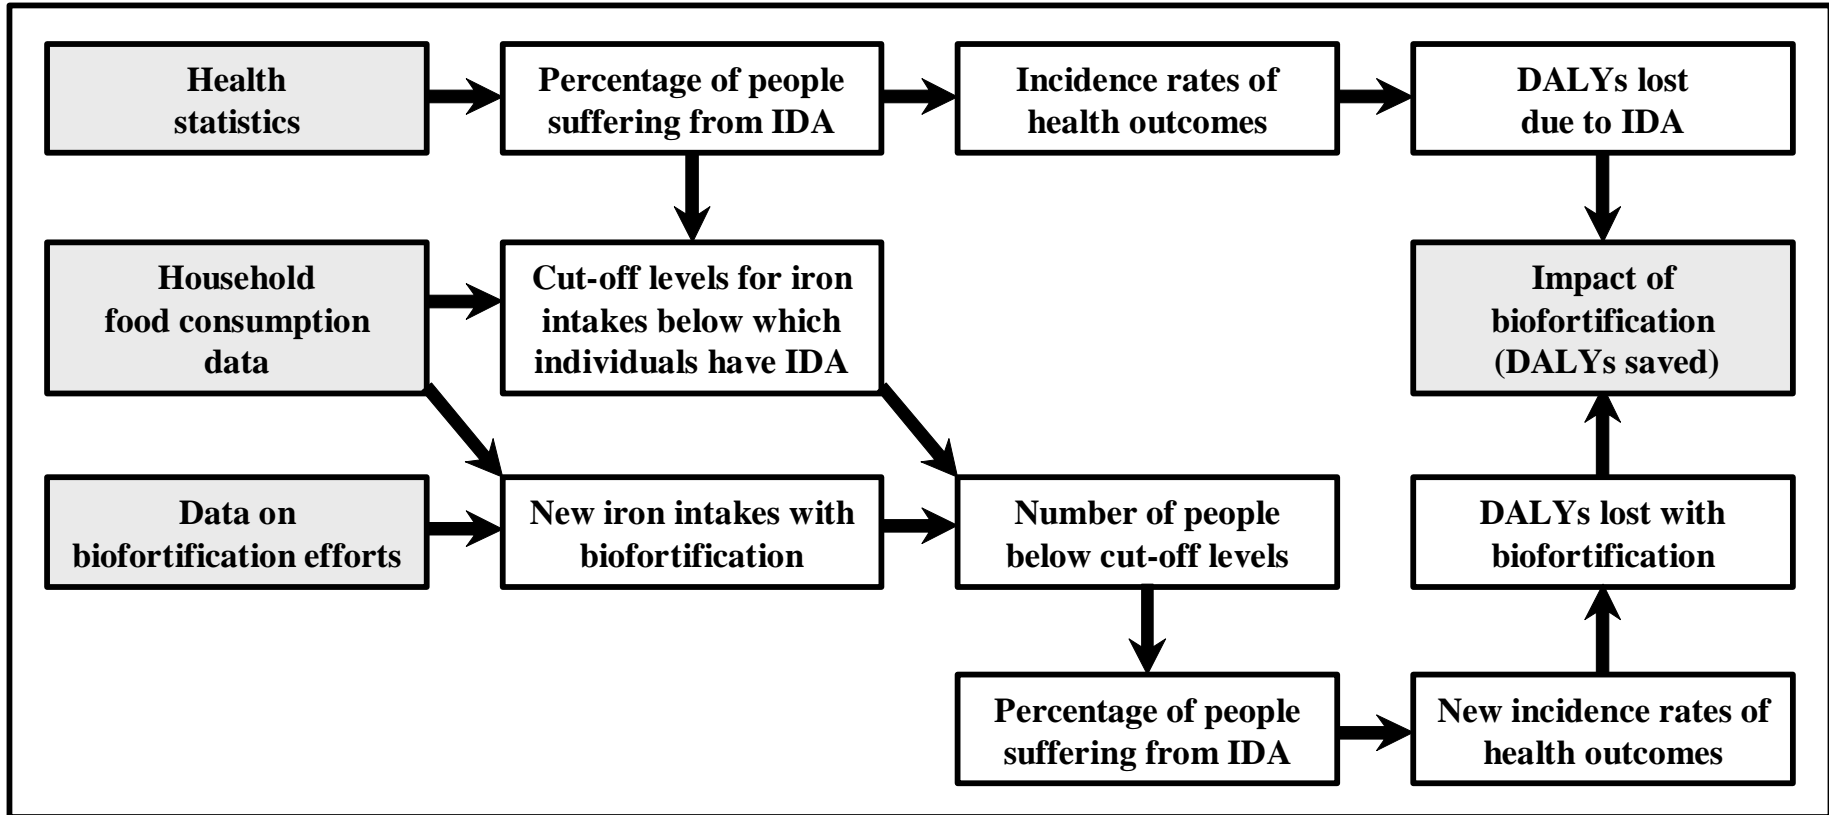 Health
statistics
Percentage of people
suffering from IDA
Incidence rates of
health outcomes
DALYs lost
due to IDA
Household
food consumption
data
Cut-off levels for iron
intakes below which
individuals have IDA
Impact of
biofortification
(DALYs saved)
Data on
biofortification efforts
New iron intakes with
biofortification
Number of people
below cut-off levels
DALYs lost with
biofortification
Percentage of people
suffering from IDA
New incidence rates of
health outcomes